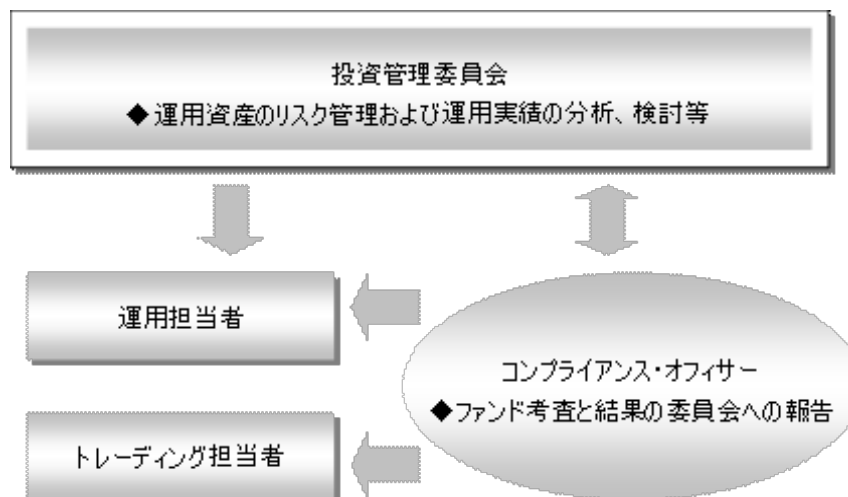 投資管理委員会
◆運用資産のリスク管理および運用実績の分析、検討等
運用担当者
コンプライアンス・オフィサー
◆ファンド考査と結果の委員会への報告
トレーディング担当者